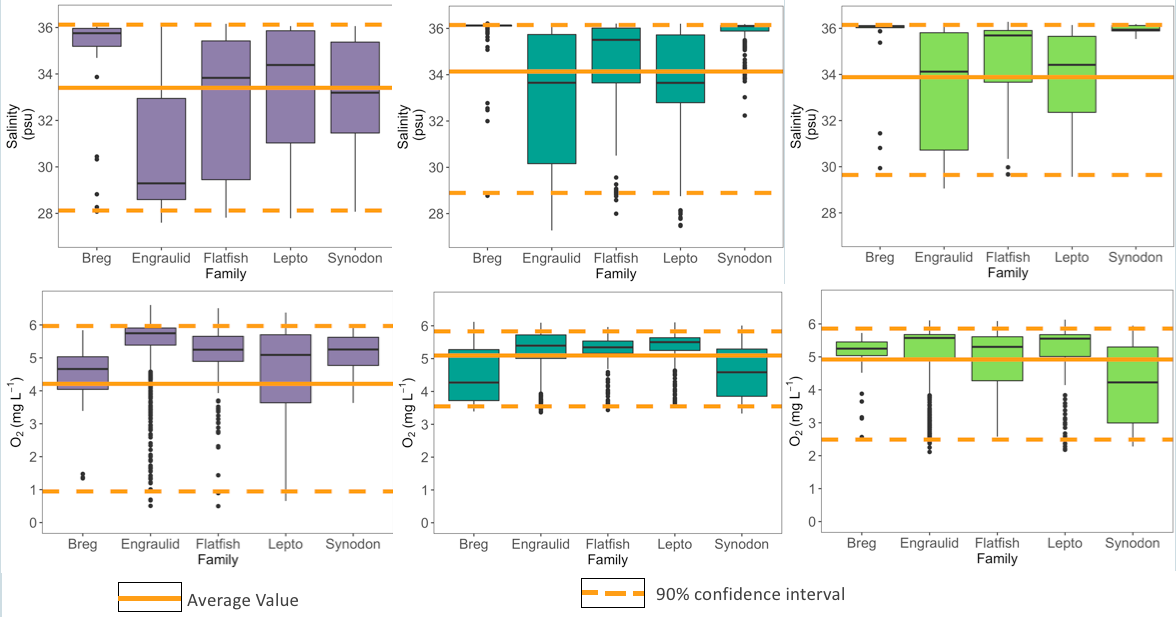 36
34
32
30
28
Salinity
(psu)
Breg Engraulid Flatfish Lepto Synodon
Family
36
34
32
30
28
Salinity
(psu)
Breg Engraulid Flatfish Lepto Synodon
Family
36
34
32
30
28
Salinity
(psu)
Breg Engraulid Flatfish Lepto Synodon
Family
6
5
4
3
2
1
0
O₂ (mg L⁻¹)
Breg Engraulid Flatfish Lepto Synodon
Family
6
5
4
3
2
1
0
O₂ (mg L⁻¹)
Breg Engraulid Flatfish Lepto Synodon
Family
6
5
4
3
2
1
0
O₂ (mg L⁻¹)
Breg Engraulid Flatfish Lepto Synodon
Family
Average Value
90% confidence interval